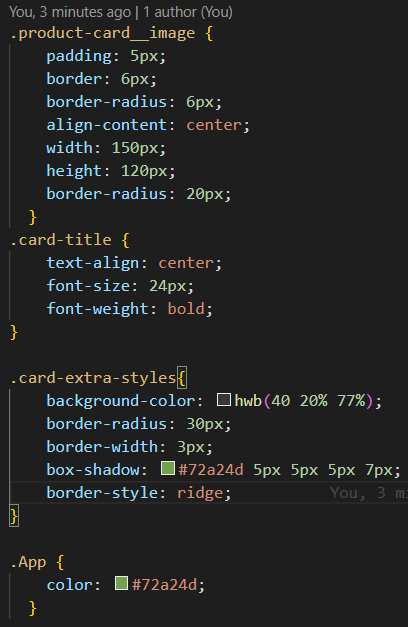 You, 3 minutes ago | 1 author (You)
.product-card__image {
padding: 5px;
border: 6px;
border-radius: 6px;
align-content: center;
width: 150px;
height: 120px;
border-radius: 20px;
}
.card-title {
text-align: center;
font-size: 24px;
font-weight: bold;
}
.card-extra-styles{
background-color: hwb(40 20% 77%);
border-radius: 30px;
border-width: 3px;
box-shadow: #72a24d 5px 5px 5px 7px;
border-style: ridge; You, 3
}
.App {
color: #72a24d;
}